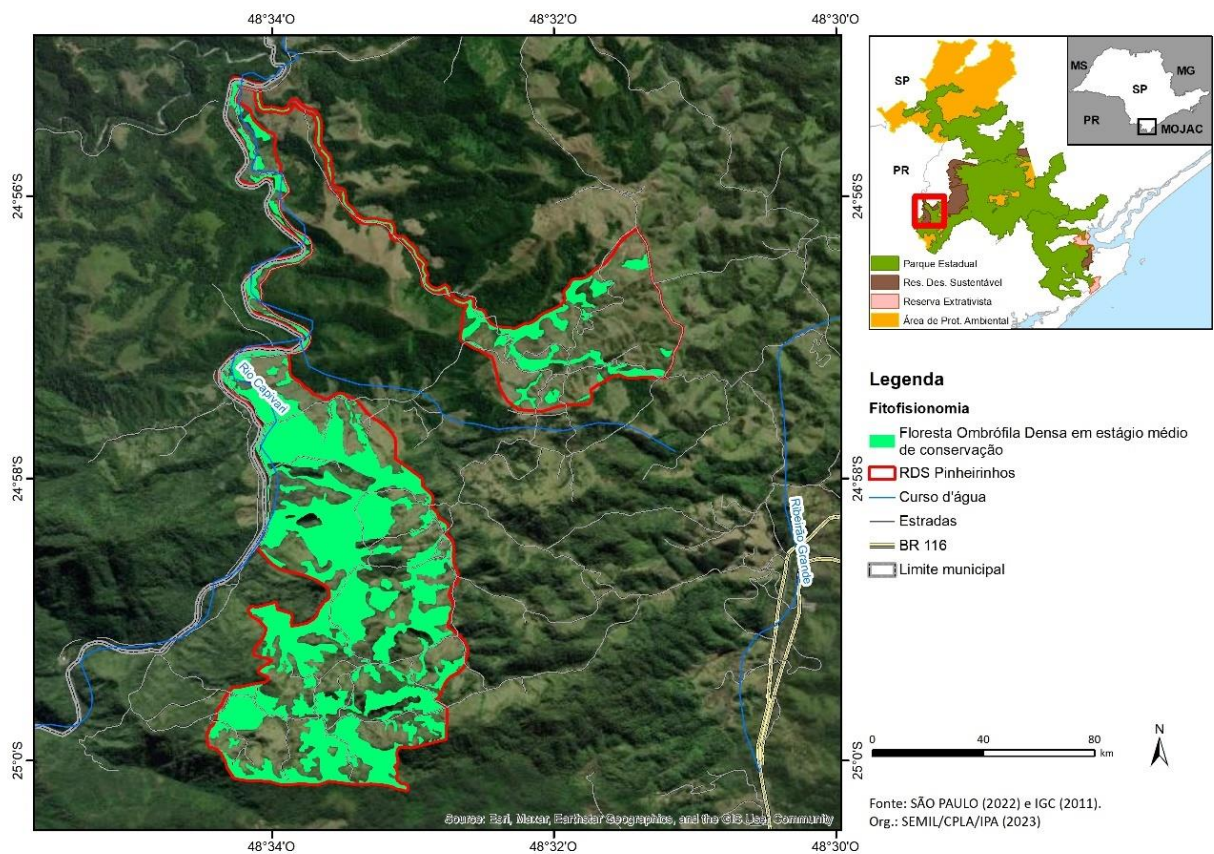 48°34'O
48°32'O
48°30'O
24°56'S
24°58'S
25°0'S
24°56'S
24°58'S
25°0'S
48°34'O
48°32'O
48°30'O
Rio Capivari
Ribeirão Grande
Source: Esri, Maxar, Earthstar Geographics, and the GIS User Community
SP
PR
MS
MG
SP
PR
MOJAC
Parque Estadual
Res. Des. Sustentável
Reserva Extrativista
Área de Prot. Ambiental
Legenda
Fitofisionomia
Floresta Ombrófila Densa em estágio médio
de conservação
RDS Pinheirinhos
Curso d'água
Estradas
BR 116
Limite municipal
0 40 80
km
N
Fonte: SÃO PAULO (2022) e IGC (2011).
Org.: SEMIL/CPLA/IPA (2023)